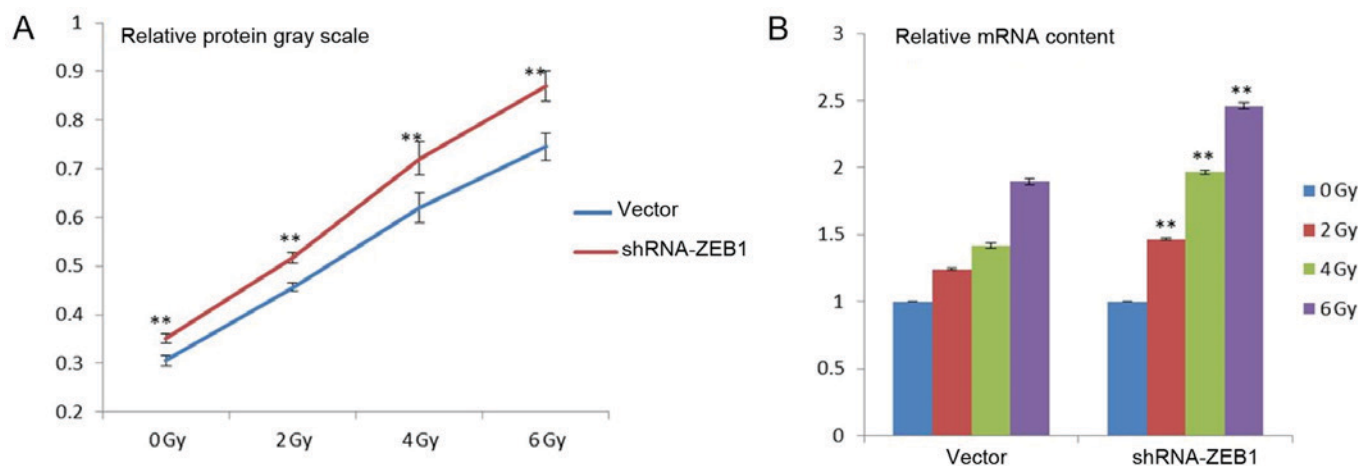 A
Relative protein gray scale
1
0.9
0.8
0.7
0.6
0.5
0.4
0.3
0.2
**
**
**
**
0 Gy
2 Gy
4 Gy
6 Gy
Vector
shRNA-ZEB1
B
Relative mRNA content
3
2.5
2
1.5
1
0.5
0
**
**
**
Vector
shRNA-ZEB1
0 Gy
2 Gy
4 Gy
6 Gy